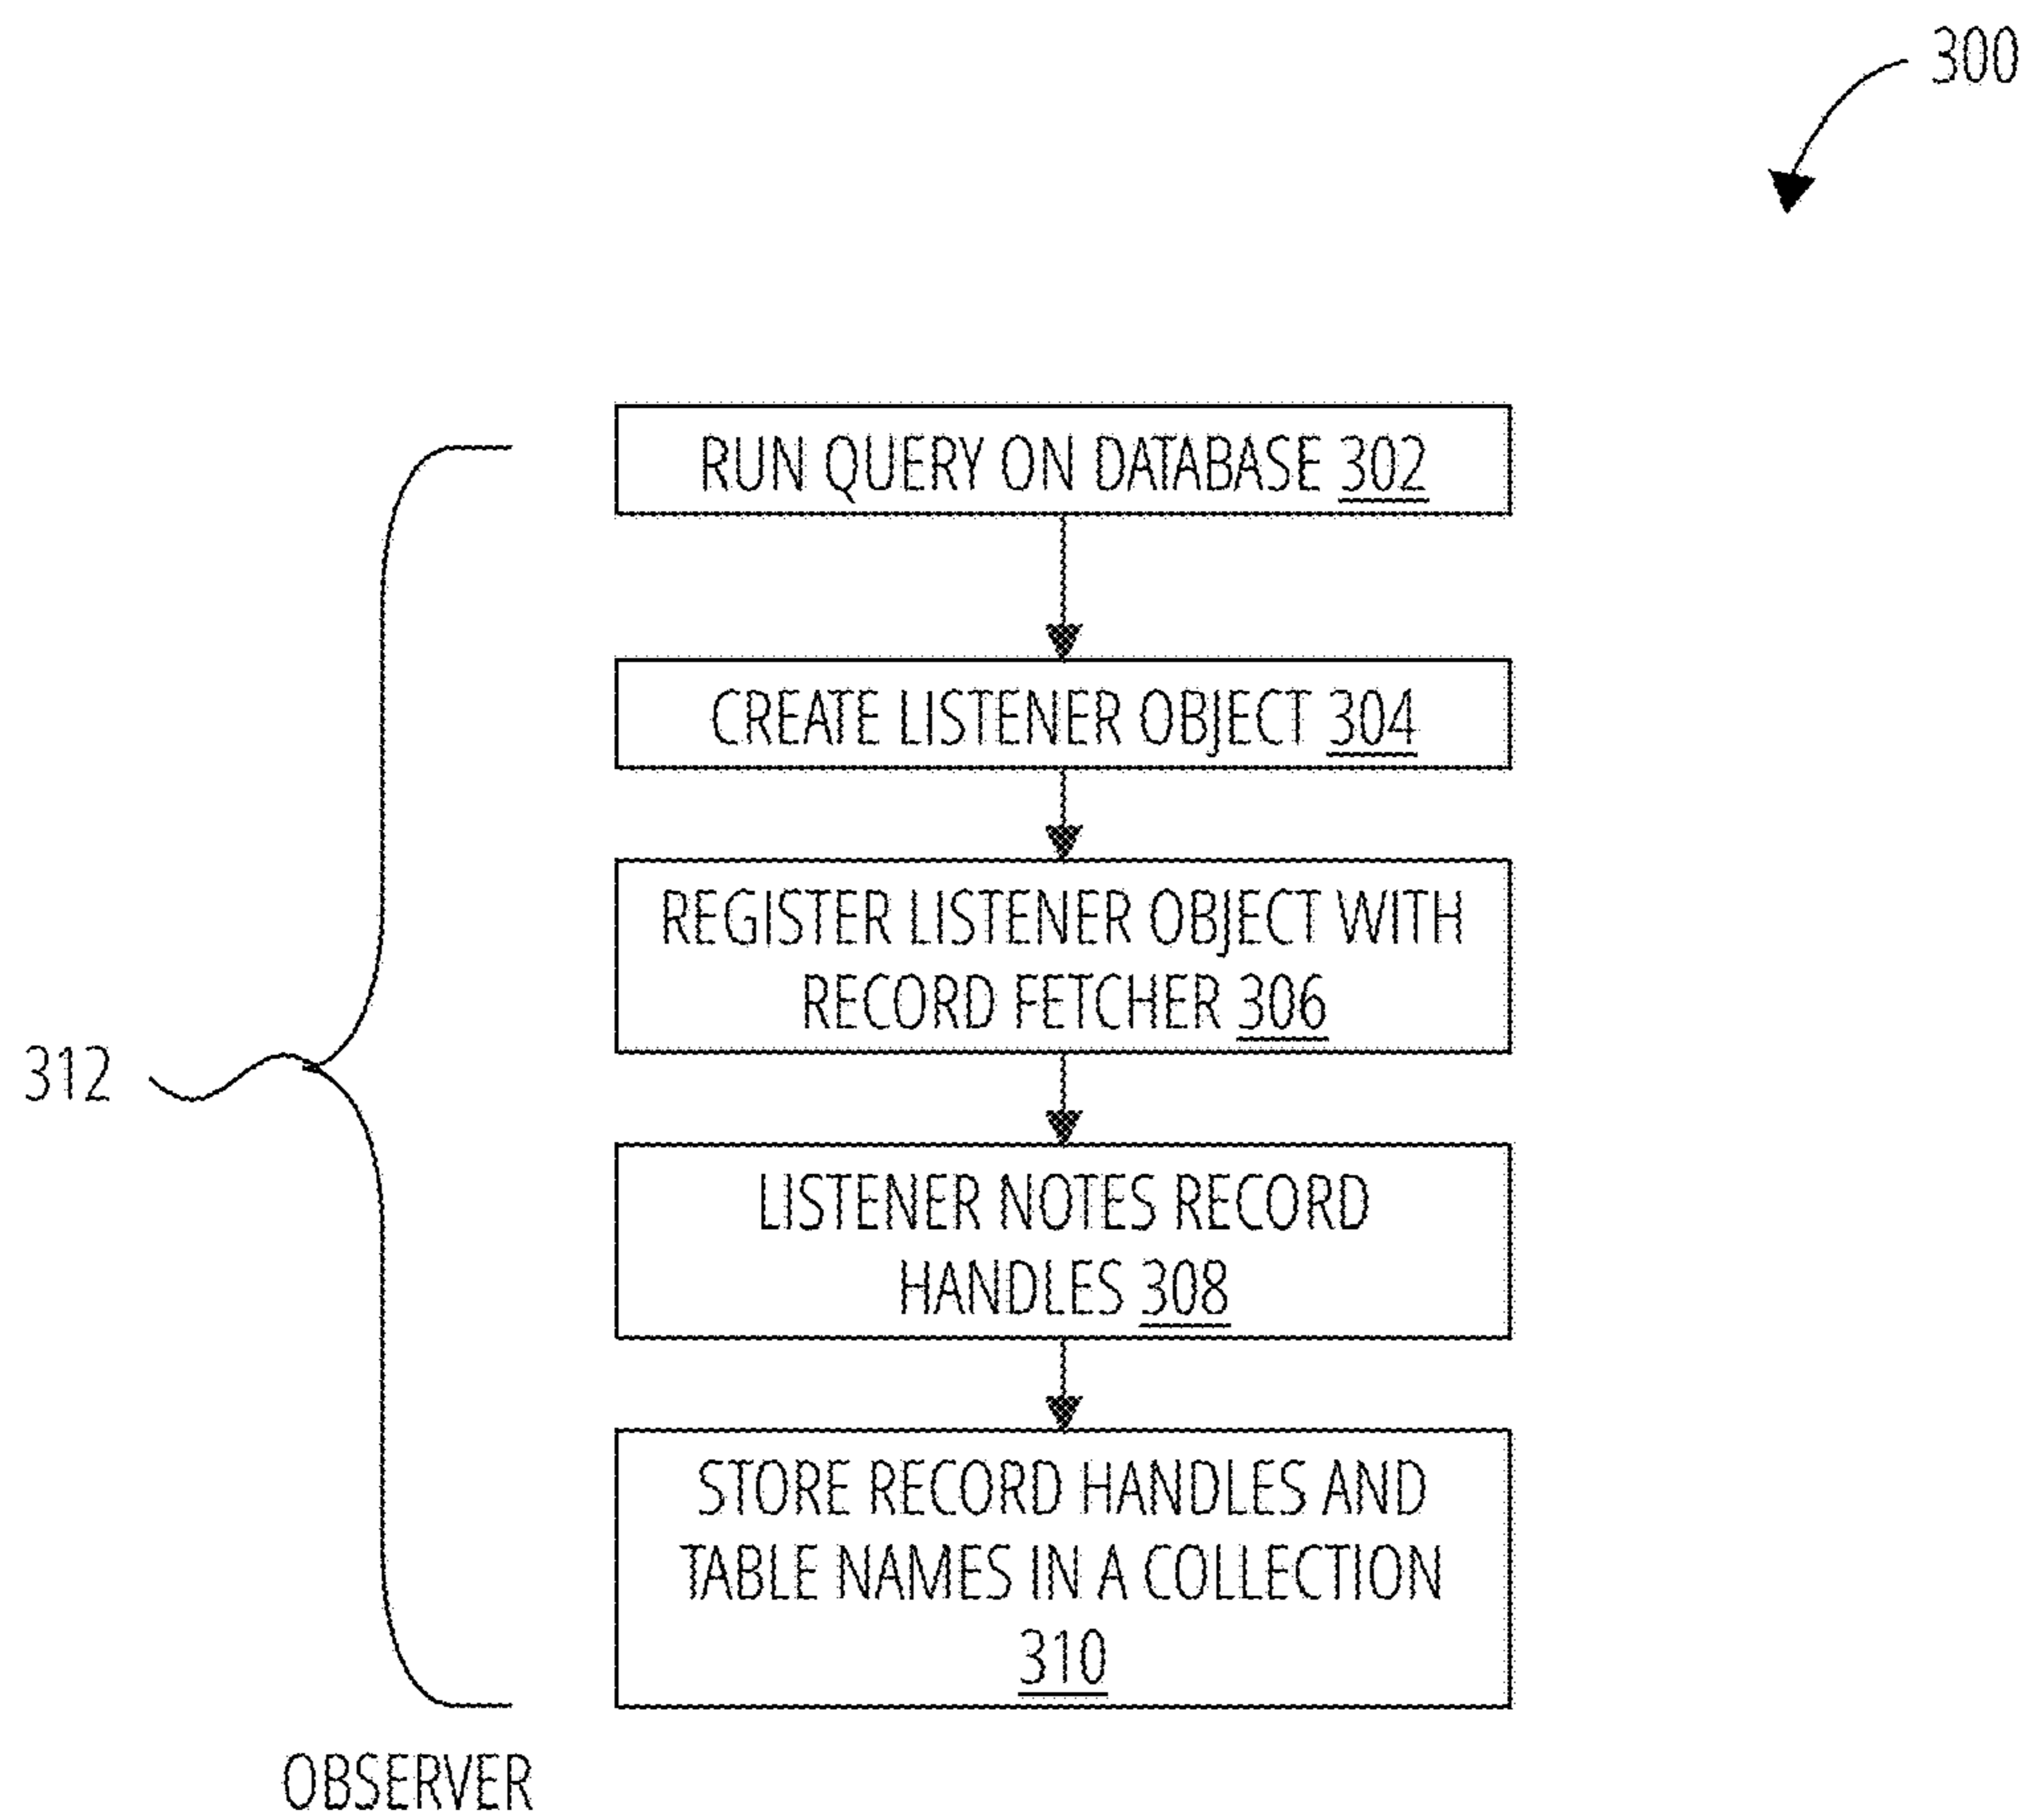 300
RUN QUERY ON DATABASE 302
CREATE LISTENER OBJECT 304
REGISTER LISTENER OBJECT WITH
RECORD FETCHER 306
312
LISTENER NOTES RECORD
HANDLES 308
STORE RECORD HANDLES AND
TABLE NAMES IN A COLLECTION
310
OBSERVER